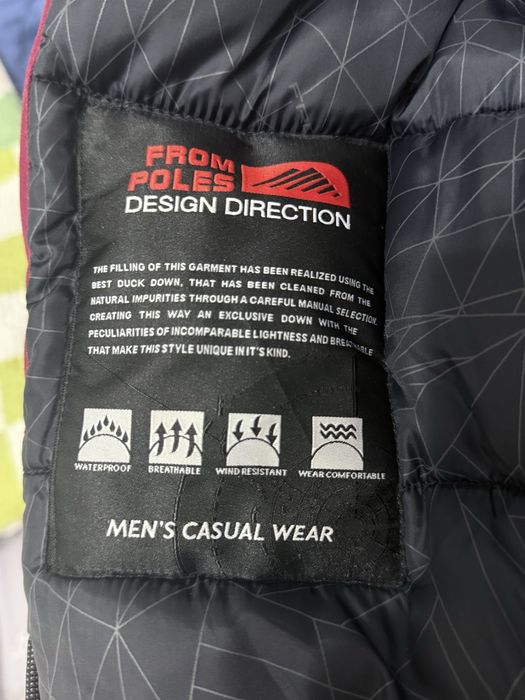 FROM
POLES
DESIGN DIRECTION
THE FILLING OF THIS GARMENT HAS BEEN REALIZED USING THE
BEST DUCK DOWN, THAT HAS BEEN CLEANED FROM THE
NATURAL IMPURITIES THROUGH A CAREFUL MANUAL SELECTION.
CREATING THIS WAY AN EXCLUSIVE DOWN WITH THE
PECULIARITIES OF INCOMPARABLE LIGHTNESS AND BREATHABLE
THAT MAKE THIS STYLE UNIQUE IN IT'S KIND.
WATERPROOF BREATHABLE WIND RESISTANT WEAR COMFORTABLE
MEN'S CASUAL WEAR